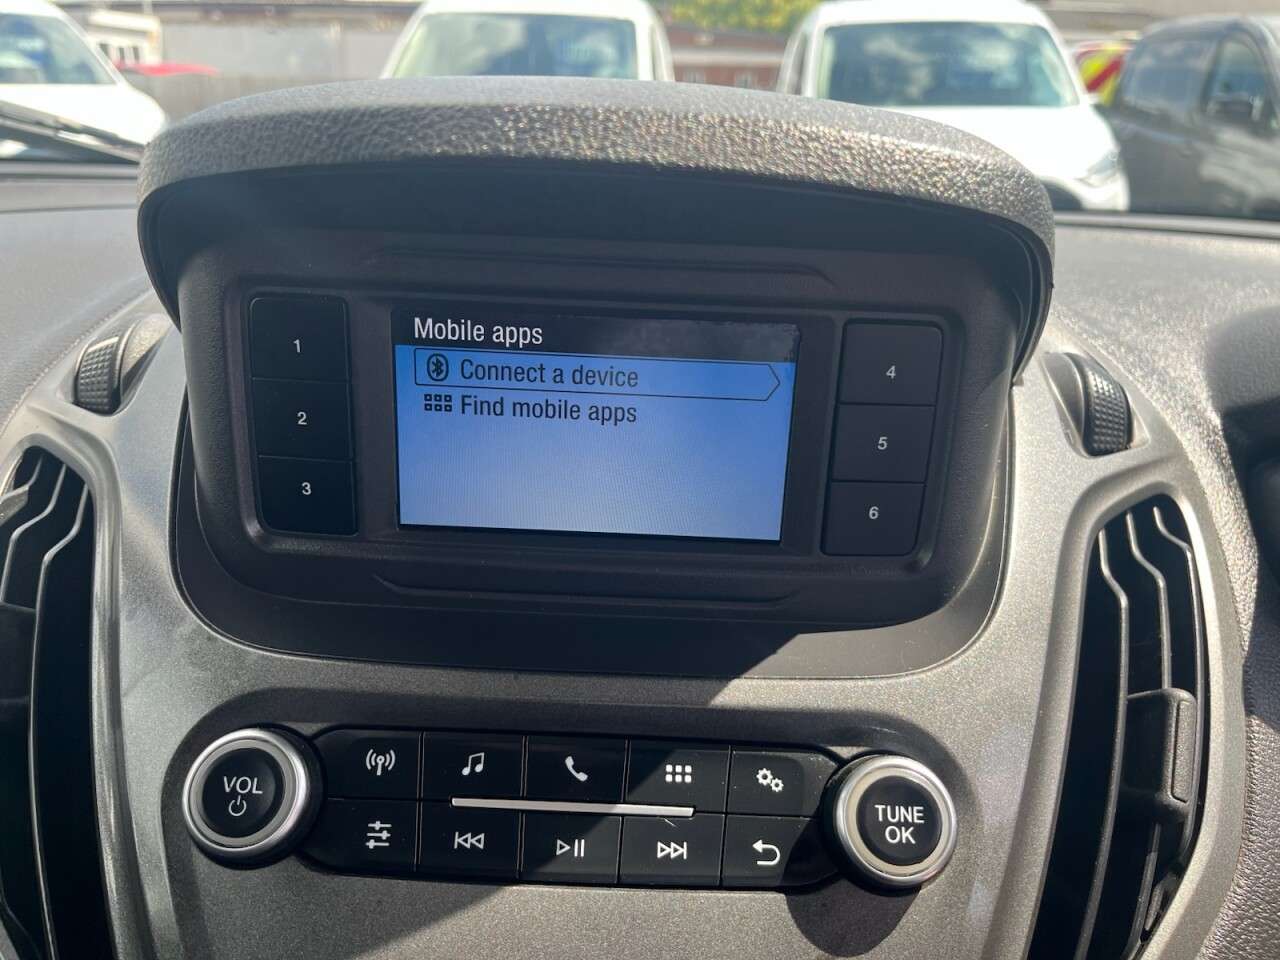 Mobile apps
Connect a device
Find mobile apps
1
2
3
4
5
6
VOL
TUNE
OK